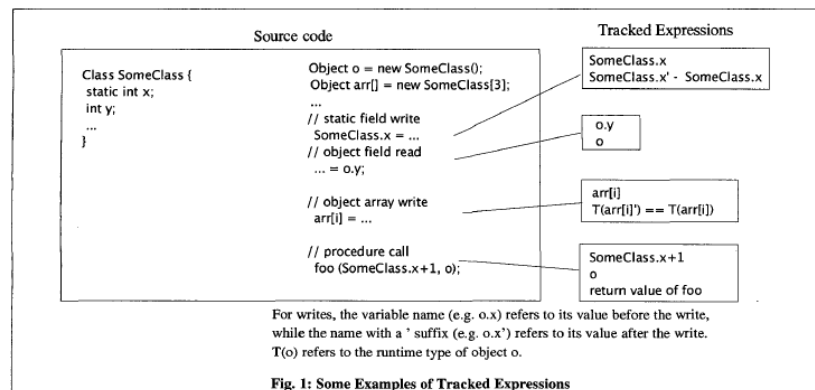 Source code
Tracked Expressions
Class SomeClass {
static int x;
int y;
...
}
Object o = new SomeClass();
Object arr[] = new SomeClass[3];
...
// static field write
SomeClass.x = ...
// object field read
... = o.y;
// object array write
arr[i] = ...
// procedure call
foo (SomeClass.x+1, o);
SomeClass.x
SomeClass.x' - SomeClass.x
o.y
o
arr[i]
T(arr[i]') == T(arr[i])
SomeClass.x+1
o
return value of foo
For writes, the variable name (e.g. o.x) refers to its value before the write,
while the name with a ' suffix (e.g. o.x') refers to its value after the write.
T(o) refers to the runtime type of object o.
Fig. 1: Some Examples of Tracked Expressions